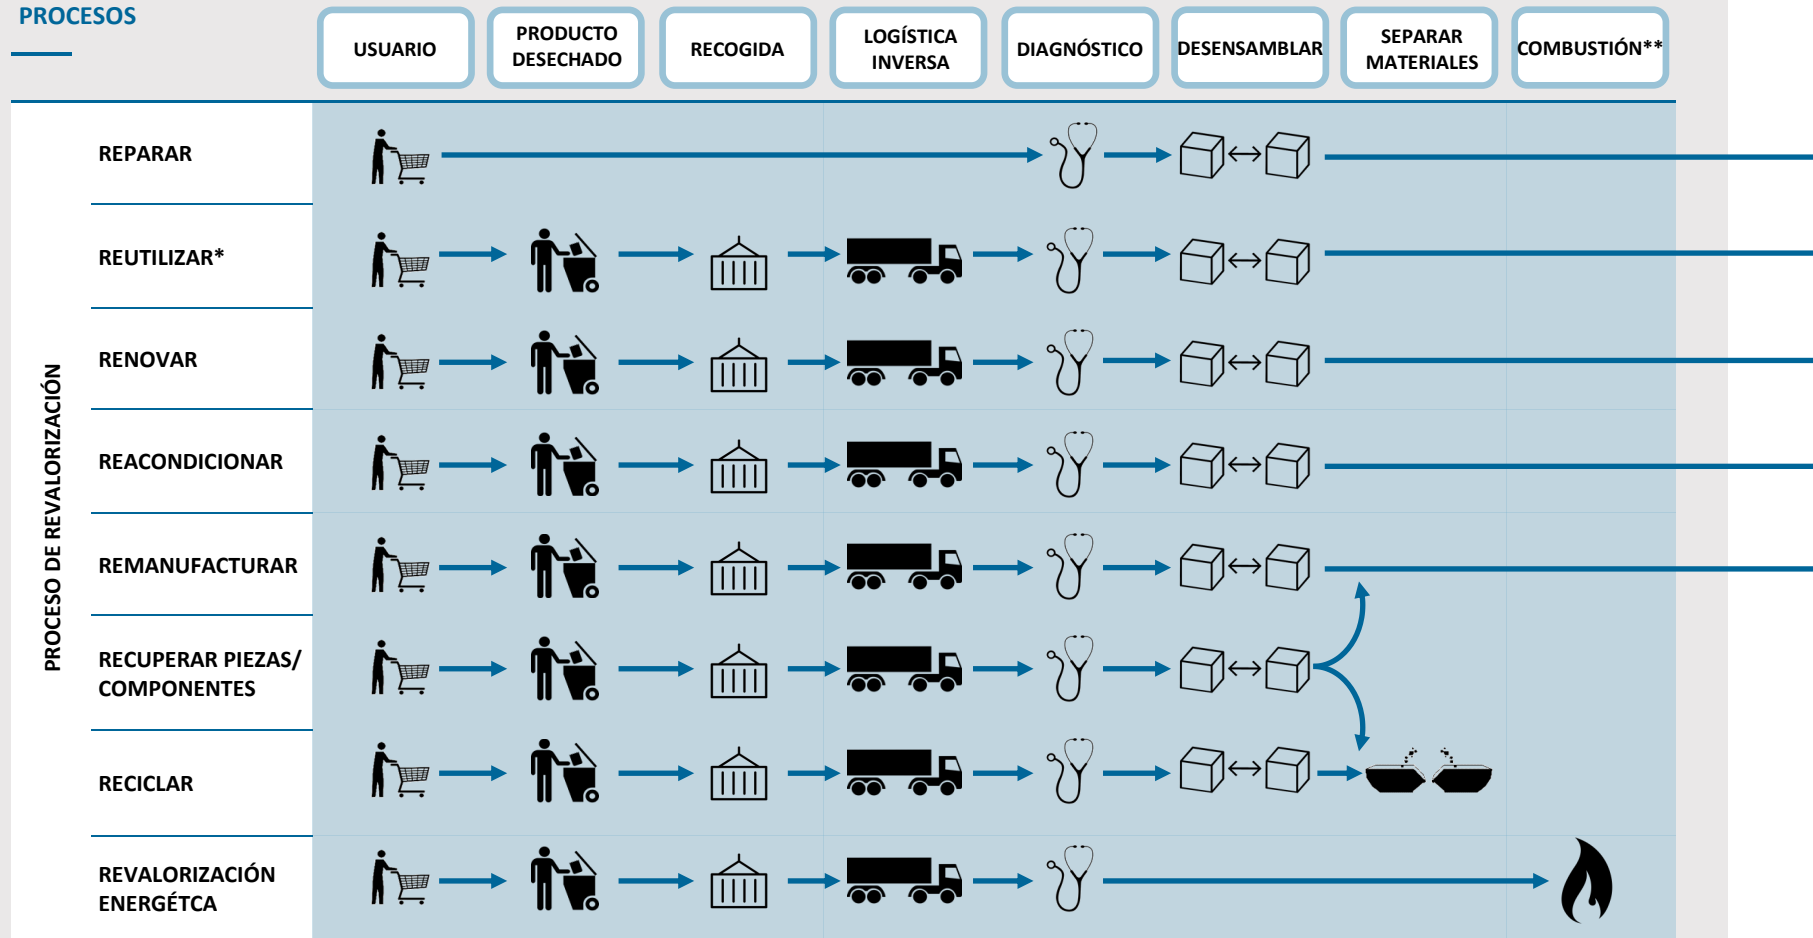 PROCESOS
USUARIO
PRODUCTO
DESECHADO
RECOGIDA
LOGÍSTICA
INVERSA
DIAGNÓSTICO
DESENSAMBLAR
SEPARAR
MATERIALES
COMBUSTIÓN**
PROCESO DE REVALORIZACIÓN
REPARAR
REUTILIZAR*
RENOVAR
REACONDICIONAR
REMANUFACTURAR
RECUPERAR PIEZAS/
COMPONENTES
RECICLAR
REVALORIZACIÓN
ENERGÉTCA